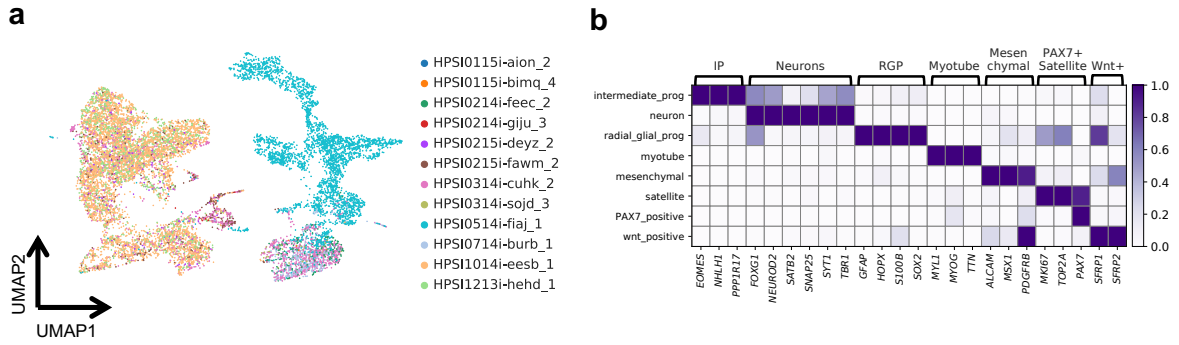 a
HPSI0115i-aion_2
HPSI0115i-bimq_4
HPSI0214i-feec_2
HPSI0214i-giju_3
HPSI0215i-deyz_2
HPSI0215i-fawm_2
HPSI0314i-cuhk_2
HPSI0314i-sojd_3
HPSI0514i-fiaj_1
HPSI0714i-burb_1
HPSI1014i-eesb_1
HPSI1213i-hehd_1
UMAP2
UMAP1
b
IP
Neurons
RGP
Myotube
Mesen
chymal
PAX7+
Satellite
Wnt+
intermediate_prog
neuron
radial_glial_prog
myotube
mesenchymal
satellite
PAX7_positive
wnt_positive
EOMES
NHLH1
PPP1R17
FOXG1
NEUROD2
SATB2
SNAP25
SYT1
TBR1
GFAP
HOPX
S100B
SOX2
MYL1
MYOG
TTN
ALCAM
MSX1
PDGFRB
MKI67
TOP2A
PAX7
SFRP1
SFRP2
1.0
0.8
0.6
0.4
0.2
0.0